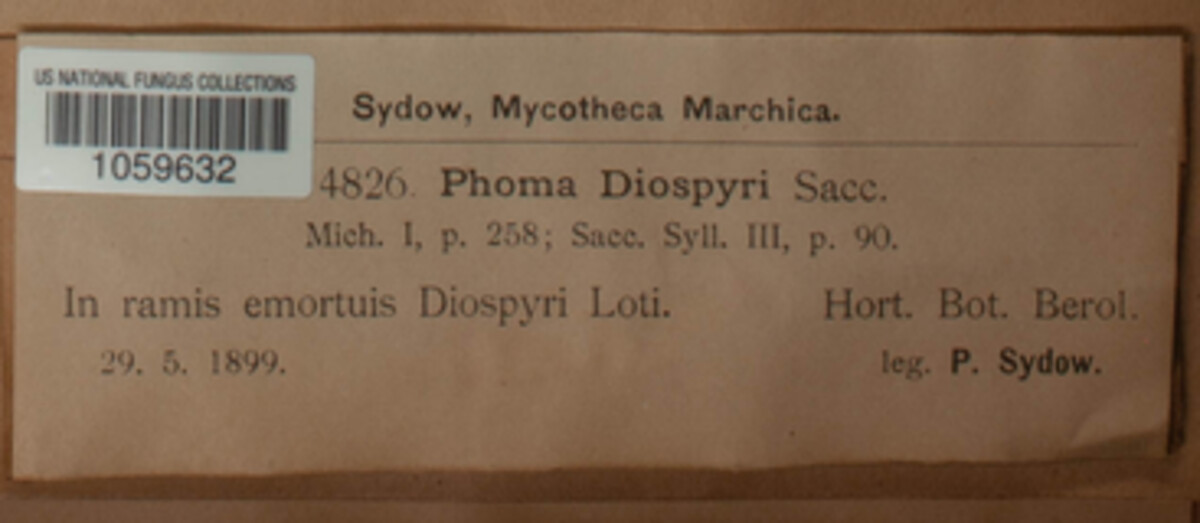 US NATIONAL FUNGUS COLLECTIONS
1059632
Sydow, Mycotheca Marchica.
4826. Phoma Diospyri Sacc.
Mich. I, p. 258; Sacc. Syll. III, p. 90.
In ramis emortuis Diospyri Loti. Hort. Bot. Berol.
29. 5. 1899. leg. P. Sydow.